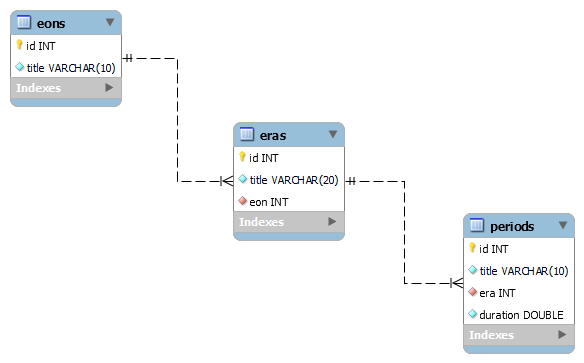 eons
id INT
title VARCHAR(10)
Indexes
eras
id INT
title VARCHAR(20)
eon INT
Indexes
periods
id INT
title VARCHAR(10)
era INT
duration DOUBLE
Indexes